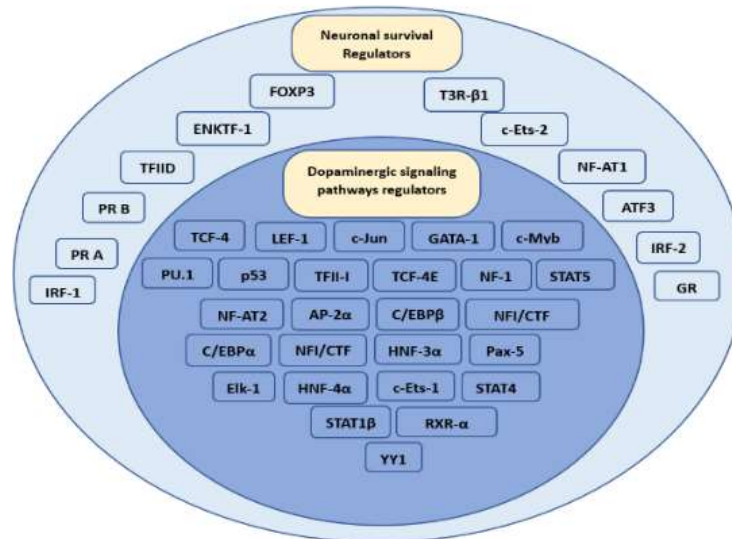 Neuronal survival
Regulators
FOXP3
T3R-β1
ENKTF-1
c-Ets-2
TFIID
NF-AT1
PR B
ATF3
PR A
IRF-2
IRF-1
GR
Dopaminergic signaling
pathways regulators
TCF-4 LEF-1 c-Jun GATA-1 c-Myb
PU.1 p53 TFII-I TCF-4E NF-1 STAT5
NF-AT2 AP-2α C/EBPβ NFI/CTF
C/EBPα NFI/CTF HNF-3α Pax-5
Elk-1 HNF-4α c-Ets-1 STAT4
STAT1β RXR-α
YY1